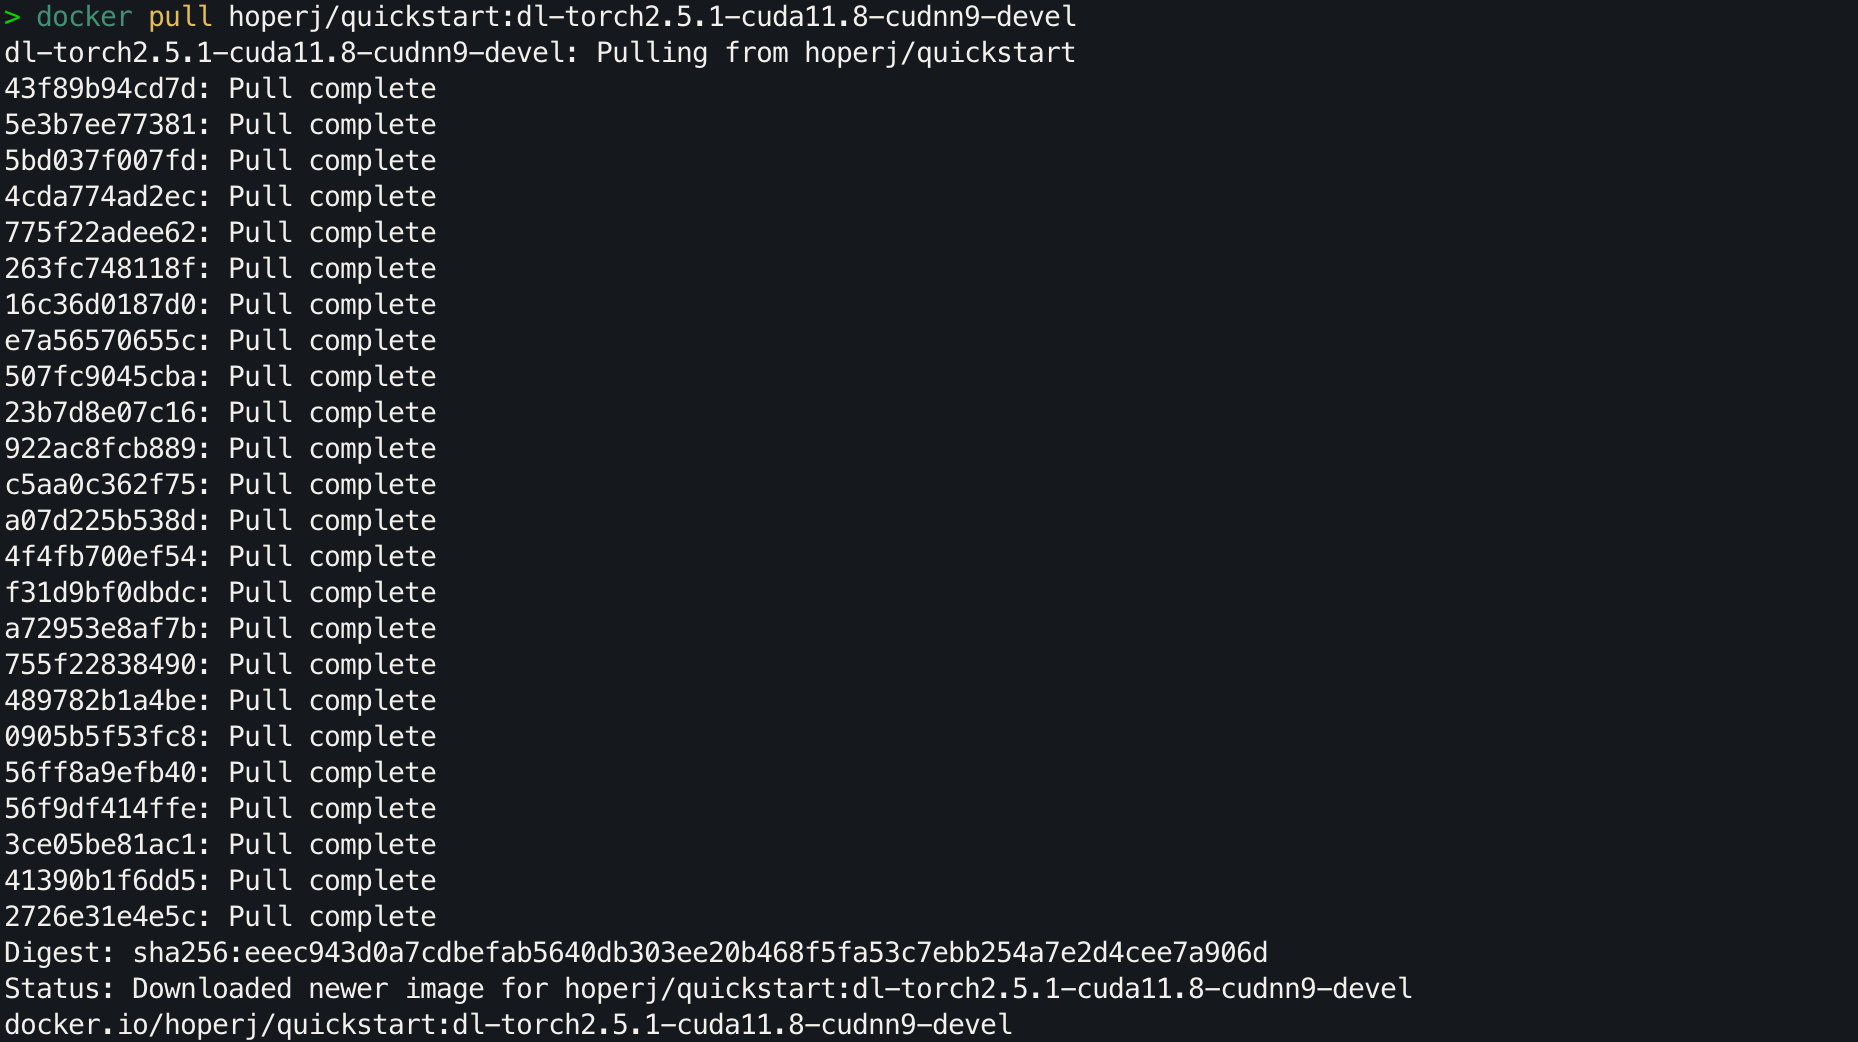 > docker pull hoperj/quickstart:dl-torch2.5.1-cuda11.8-cudnn9-devel
dl-torch2.5.1-cuda11.8-cudnn9-devel: Pulling from hoperj/quickstart
43f89b94cd7d: Pull complete
5e3b7ee77381: Pull complete
5bd037f007fd: Pull complete
4cda774ad2ec: Pull complete
775f22adee62: Pull complete
263fc748118f: Pull complete
16c36d0187d0: Pull complete
e7a56570655c: Pull complete
507fc9045cba: Pull complete
23b7d8e07c16: Pull complete
922ac8fcb889: Pull complete
c5aa0c362f75: Pull complete
a07d225b538d: Pull complete
4f4fb700ef54: Pull complete
f31d9bf0dbdc: Pull complete
a72953e8af7b: Pull complete
755f22838490: Pull complete
489782b1a4be: Pull complete
0905b5f53fc8: Pull complete
56ff8a9efb40: Pull complete
56f9df414ffe: Pull complete
3ce05be81ac1: Pull complete
41390b1f6dd5: Pull complete
2726e31e4e5c: Pull complete
Digest: sha256:eeec943d0a7cdbefab5640db303ee20b468f5fa53c7ebb254a7e2d4cee7a906d
Status: Downloaded newer image for hoperj/quickstart:dl-torch2.5.1-cuda11.8-cudnn9-devel
docker.io/hoperj/quickstart:dl-torch2.5.1-cuda11.8-cudnn9-devel